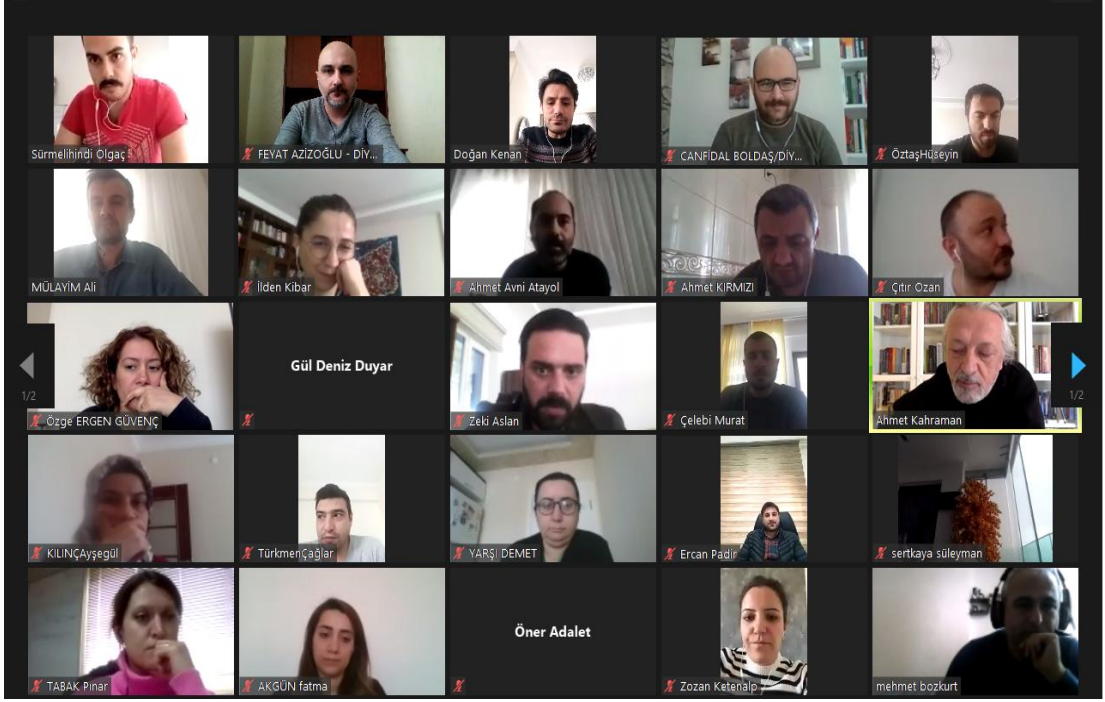 Sürmelihindi Olgaç
FEYAT AZİZOĞLU - DİY...
Doğan Kenan
CANFİDAL BOLDAŞ/DİY...
ÖztaşHüseyin
MÜLAYİM Ali
İlden Kibar
Ahmet Avni Atayol
Ahmet KIRMIZI
Çıtır Ozan
1/2
Özge ERGEN GÜVENÇ
Gül Deniz Duyar
Zeki Aslan
Çelebi Murat
Ahmet Kahraman
1/2
KILINÇAyşegül
TürkmenÇağlar
YARŞI DEMET
Ercan Padir
sertkaya süleyman
TABAK Pınar
AKGÜN fatma
Öner Adalet
Zozan Ketenalp
mehmet bozkurt